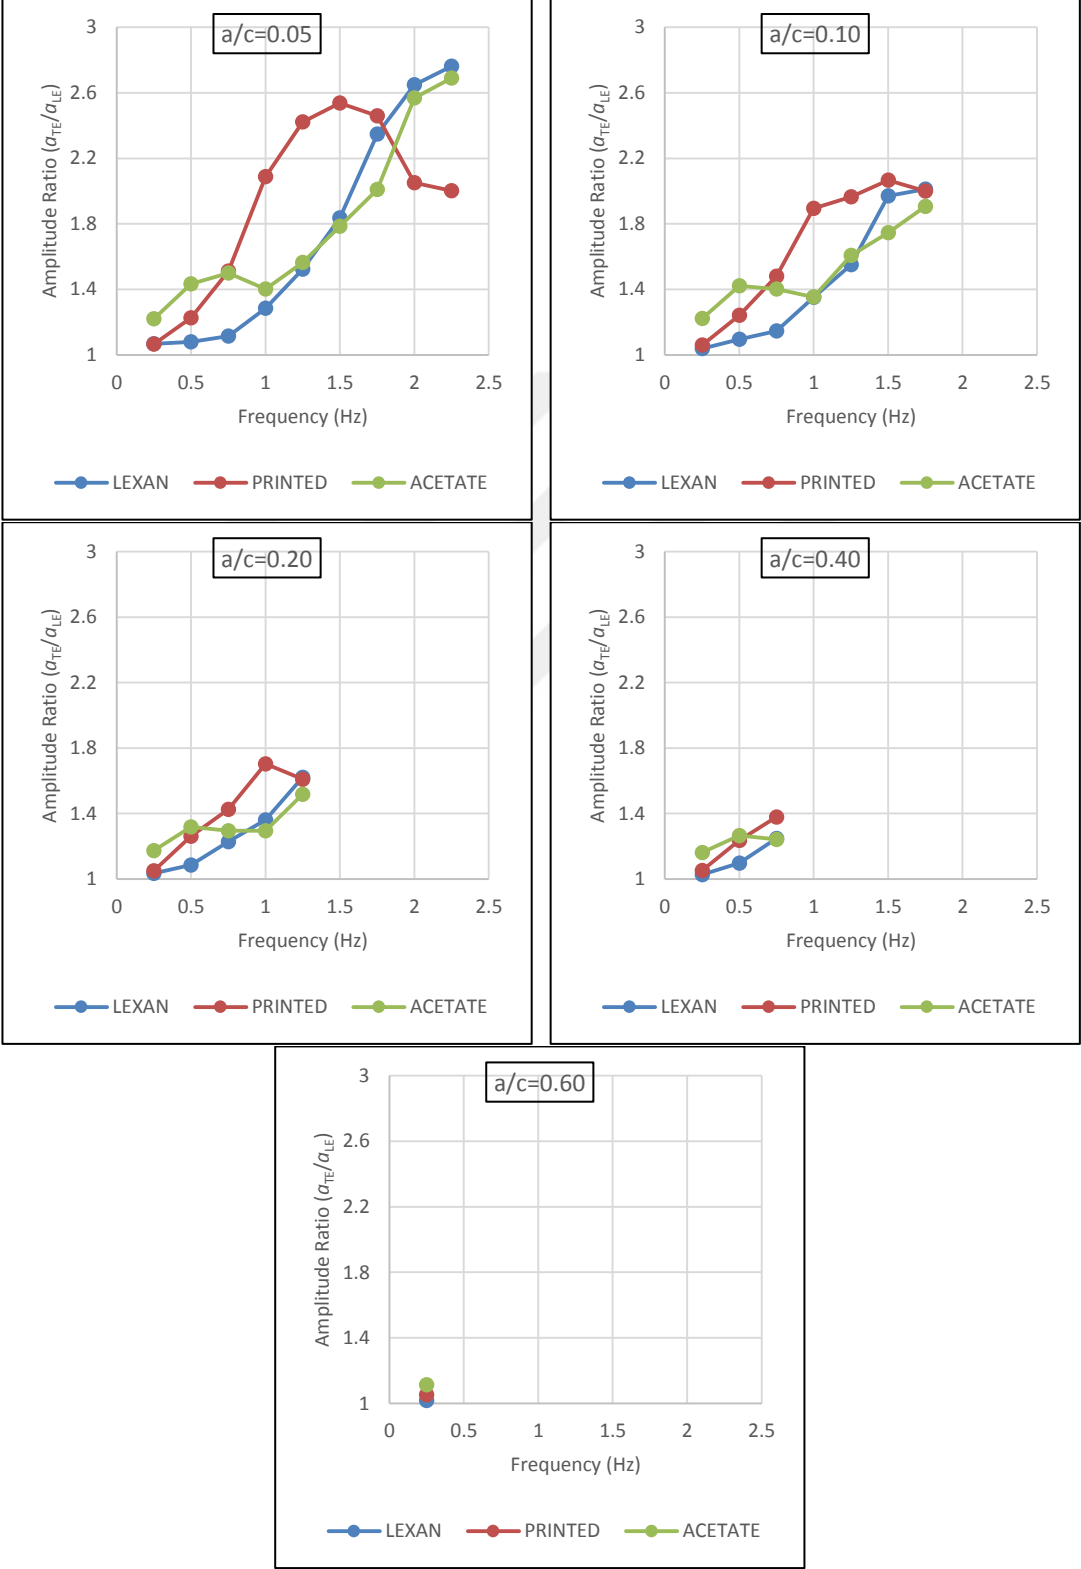 a/c=0.05
Amplitude Ratio (aTE/aLE)
3
2.6
2.2
1.8
1.4
1
0 0.5 1 1.5 2 2.5
Frequency (Hz)
LEXAN PRINTED ACETATE
a/c=0.10
Amplitude Ratio (aTE/aLE)
3
2.6
2.2
1.8
1.4
1
0 0.5 1 1.5 2 2.5
Frequency (Hz)
LEXAN PRINTED ACETATE
a/c=0.20
Amplitude Ratio (aTE/aLE)
3
2.6
2.2
1.8
1.4
1
0 0.5 1 1.5 2 2.5
Frequency (Hz)
LEXAN PRINTED ACETATE
a/c=0.40
Amplitude Ratio (aTE/aLE)
3
2.6
2.2
1.8
1.4
1
0 0.5 1 1.5 2 2.5
Frequency (Hz)
LEXAN PRINTED ACETATE
a/c=0.60
Amplitude Ratio (aTE/aLE)
3
2.6
2.2
1.8
1.4
1
0 0.5 1 1.5 2 2.5
Frequency (Hz)
LEXAN PRINTED ACETATE